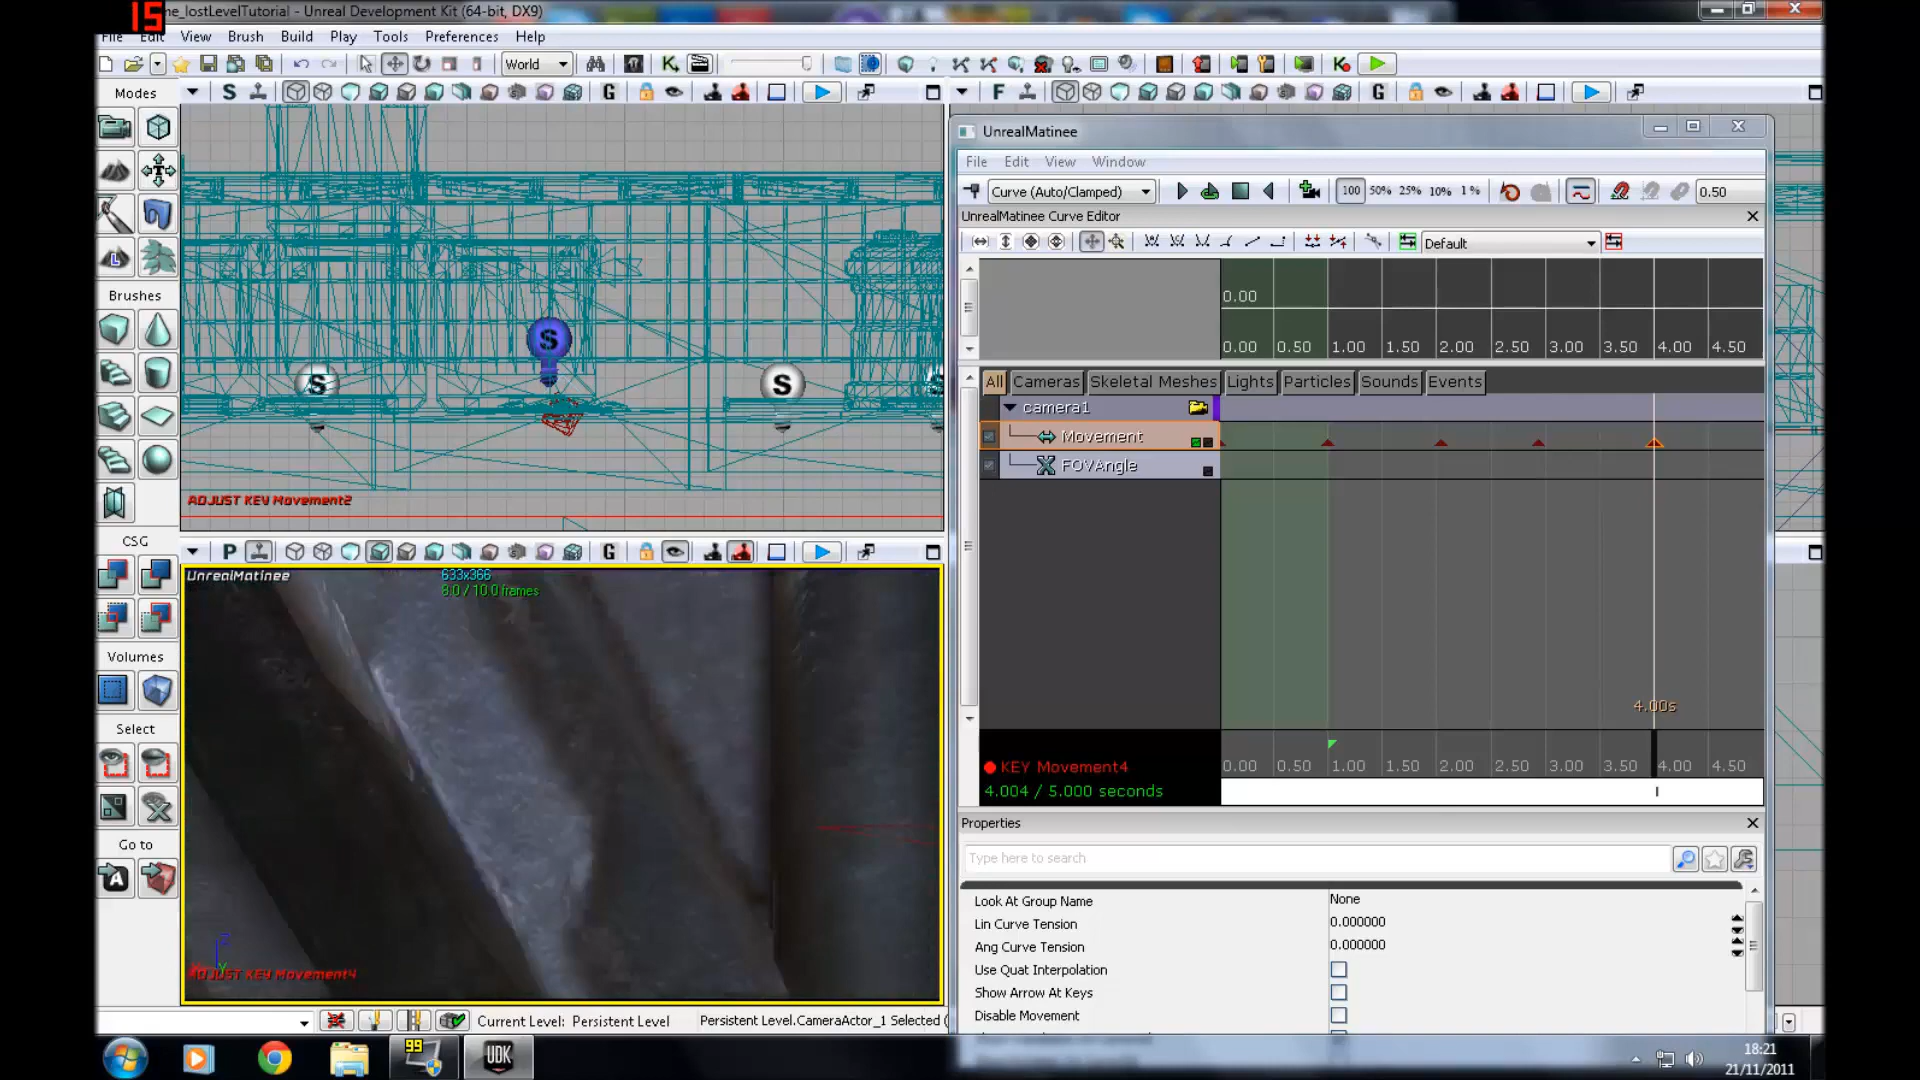 15
me_lostLevelTutorial - Unreal Development Kit (64-bit, DX9)
File Edit View Brush Build Play Tools Preferences Help
World
Modes
S G
F G
UnrealMatinee
File Edit View Window
Curve (Auto/Clamped) 100 50% 25% 10% 1% 0.50
UnrealMatinee Curve Editor
Default
0.00
0.00 0.50 1.00 1.50 2.00 2.50 3.00 3.50 4.00 4.50
All Cameras Skeletal Meshes Lights Particles Sounds Events
camera1
Movement
FOVAngle
Brushes
S
S
S
ADJUST KEY Movement2
CSG
P G
UnrealMatinee
633x366
8.0 / 10.0 frames
Volumes
Select
Go to
ADJUST KEY Movement4
4.00s
0.00 0.50 1.00 1.50 2.00 2.50 3.00 3.50 4.00 4.50
KEY Movement4
4.004 / 5.000 seconds
Properties
Type here to search
Look At Group Name None
Lin Curve Tension 0.000000
Ang Curve Tension 0.000000
Use Quat Interpolation
Show Arrow At Keys
Disable Movement
Current Level: Persistent Level
Persistent Level.CameraActor_1 Selected (
99
UDK
18:21
21/11/2011